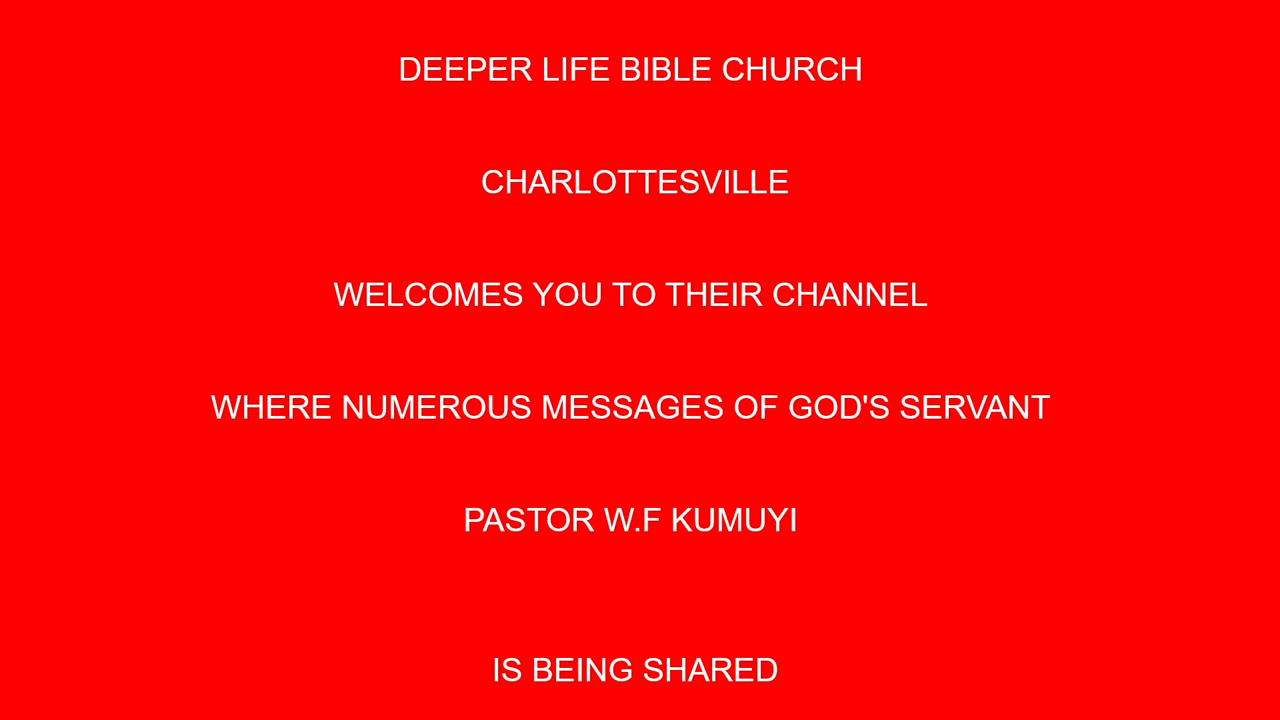 DEEPER LIFE BIBLE CHURCH
CHARLOTTESVILLE
WELCOMES YOU TO THEIR CHANNEL
WHERE NUMEROUS MESSAGES OF GOD'S SERVANT
PASTOR W.F KUMUYI
IS BEING SHARED